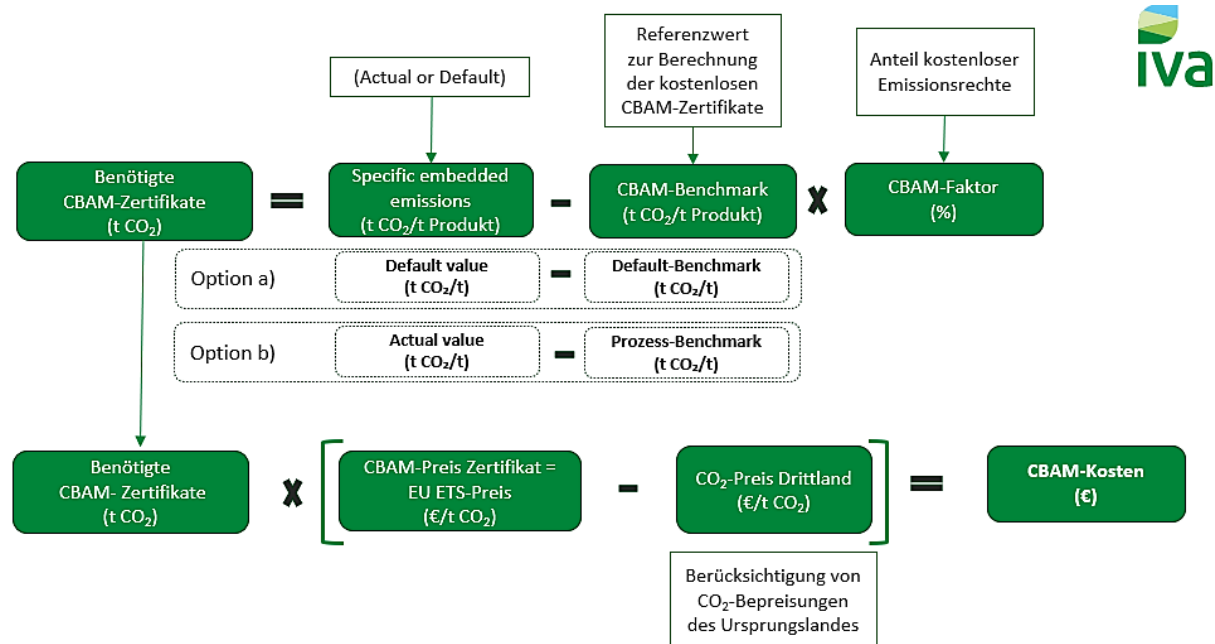 Referenzwert
zur Berechnung
der kostenlosen
CBAM-Zertifikate
(Actual or Default)
Anteil kostenloser
Emissionsrechte
iva
Benötigte
CBAM-Zertifikate
(t CO₂)
=
Specific embedded
emissions
(t CO₂/t Produkt)
-
CBAM-Benchmark
(t CO₂/t Produkt)
x
CBAM-Faktor
(%)
Option a)
Default value
(t CO₂/t)
-
Default-Benchmark
(t CO₂/t)
Option b)
Actual value
(t CO₂/t)
-
Prozess-Benchmark
(t CO₂/t)
Benötigte
CBAM- Zertifikate
(t CO₂)
x
[
CBAM-Preis Zertifikat =
EU ETS-Preis
(€/t CO₂)
-
CO₂-Preis Drittland
(€/t CO₂)
]
=
CBAM-Kosten
(€)
Berücksichtigung von
CO₂-Bepreisungen
des Ursprungslandes